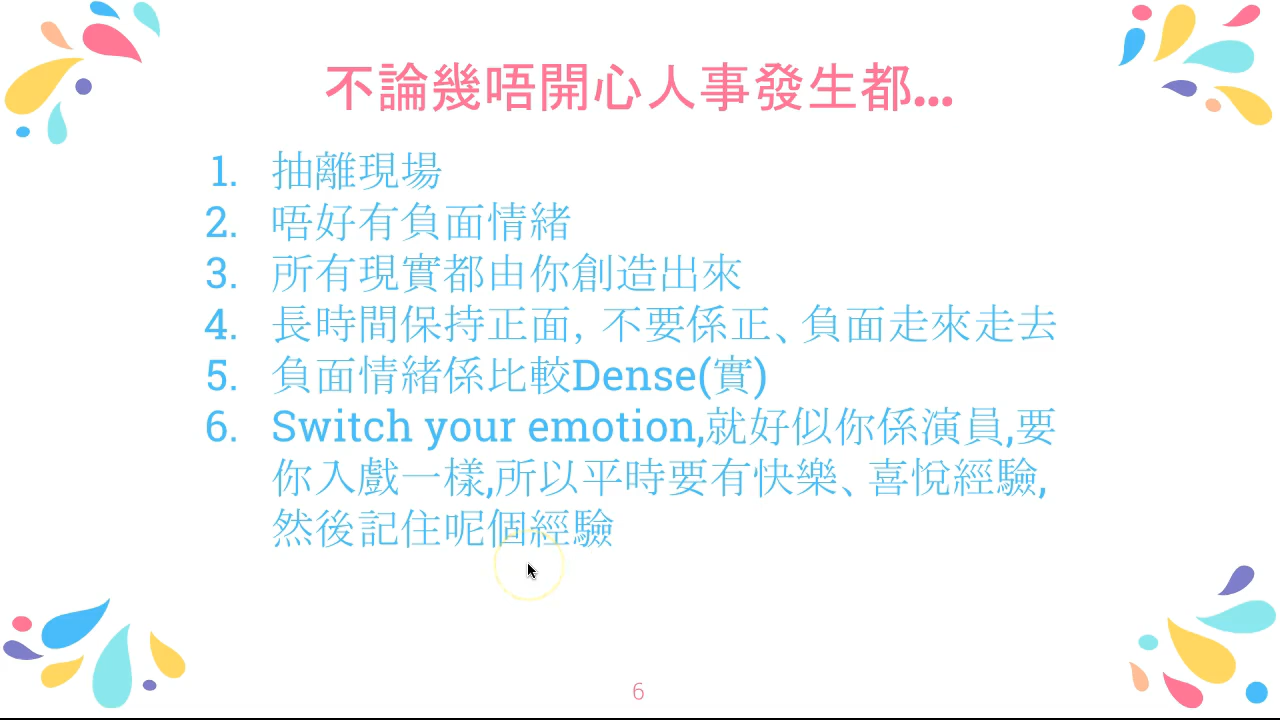 不論幾唔開心人事發生都...
1. 抽離現場
2. 唔好有負面情緒
3. 所有現實都由你創造出來
4. 長時間保持正面，不要係正、負面走來走去
5. 負面情緒係比較Dense(實)
6. Switch your emotion,就好似你係演員,要
你入戲一樣,所以平時要有快樂、喜悅經驗,
然後記住呢個經驗
6